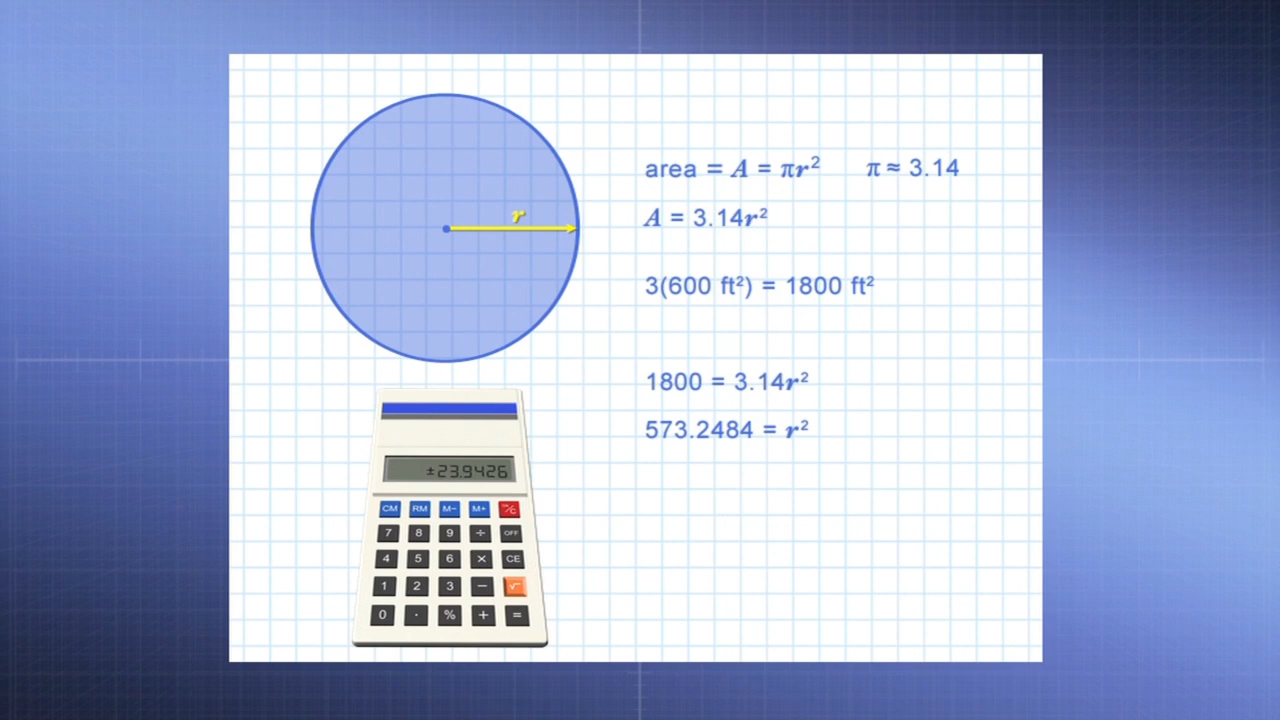 area = A = πr² π ≈ 3.14
A = 3.14r²
r
3(600 ft²) = 1800 ft²
1800 = 3.14r²
573.2484 = r²
±23.9426
CM RM M− M+
7 8 9 ÷ OFF
4 5 6 × CE
1 2 3 − √
0 · % + =